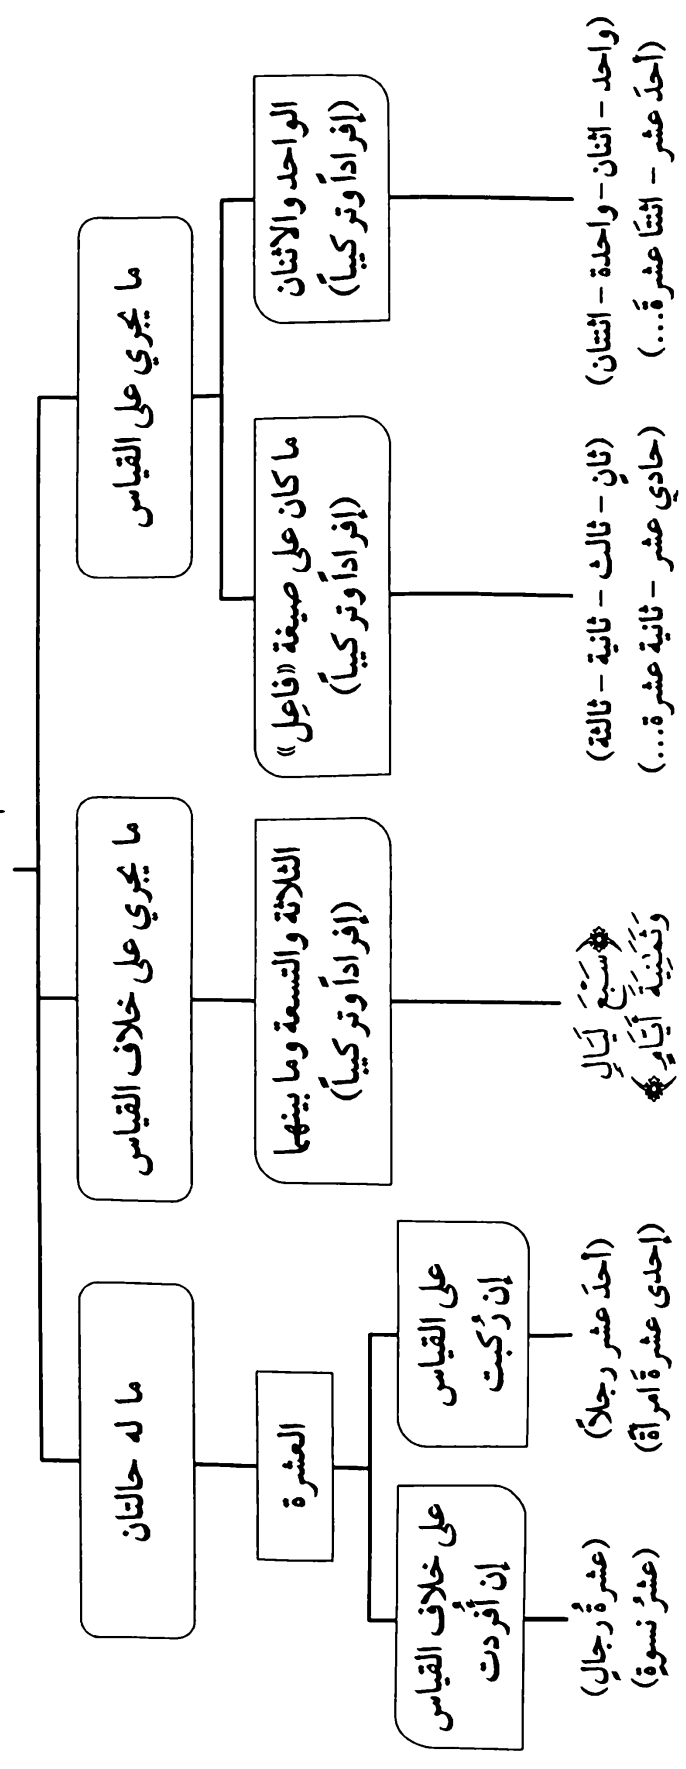 ما يجري على القياس
ما يجري على خلاف القياس
ما له حالتان
الواحد والاثنان
(إفراداً وتركيباً)
ما كان على صيغة «فاعِل»
(إفراداً وتركيباً)
الثلاثة والتسعة وما بينهما
(إفراداً وتركيباً)
العشرة
على القياس
إن رُكبت
على خلاف القياس
إن أُفردت
(واحد – اثنان – واحدة – اثنتان)
(أحدَ عشر – اثنتَا عشرةَ...)
(ثانٍ – ثالث – ثانية – ثالثة)
(حادي عشر – ثانية عشرة...)
﴿سَبْعَ لَيَالٍ
وَثَمَٰنِيَةَ أَيَّامٍ﴾
(أحدَ عشر رجلاً)
(إحدى عشرةَ امرأةً)
(عشرةُ رجالٍ)
(عشرُ نسوةٍ)